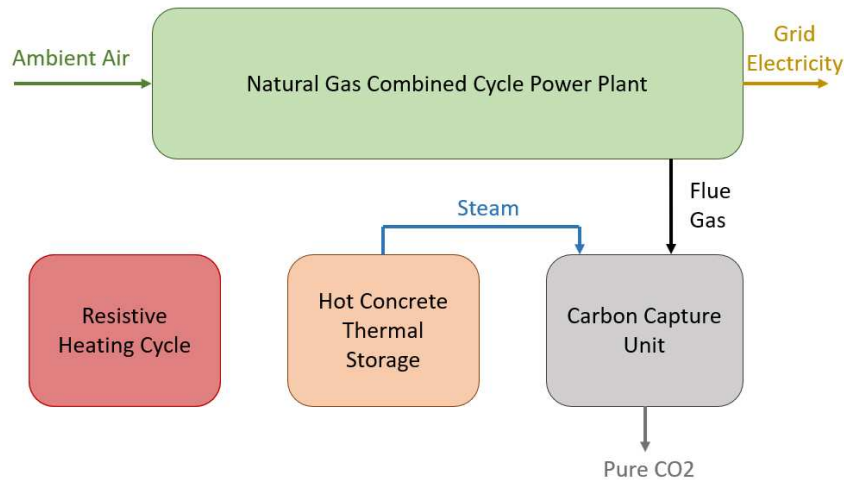 Ambient Air
Natural Gas Combined Cycle Power Plant
Grid
Electricity
Flue
Gas
Steam
Resistive
Heating Cycle
Hot Concrete
Thermal
Storage
Carbon Capture
Unit
Pure CO2